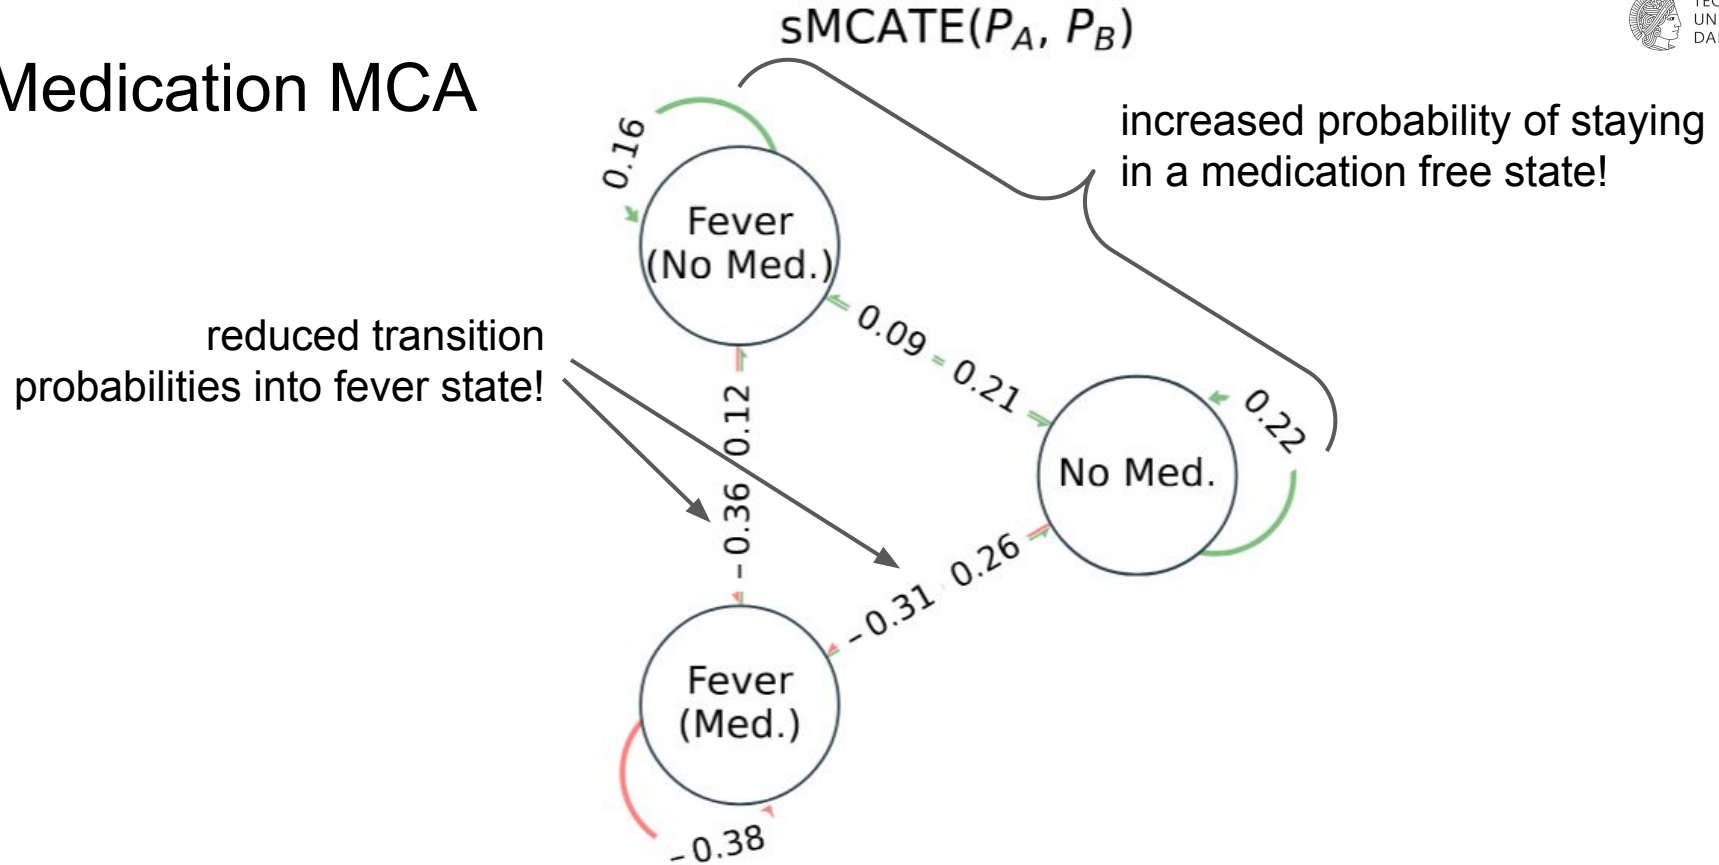 sMCATE(P_A, P_B)
Medication MCA
increased probability of staying
in a medication free state!
0.16
Fever
(No Med.)
0.09
0.21
reduced transition
probabilities into fever state!
0.12
−0.36
0.22
No Med.
0.26
−0.31
Fever
(Med.)
−0.38